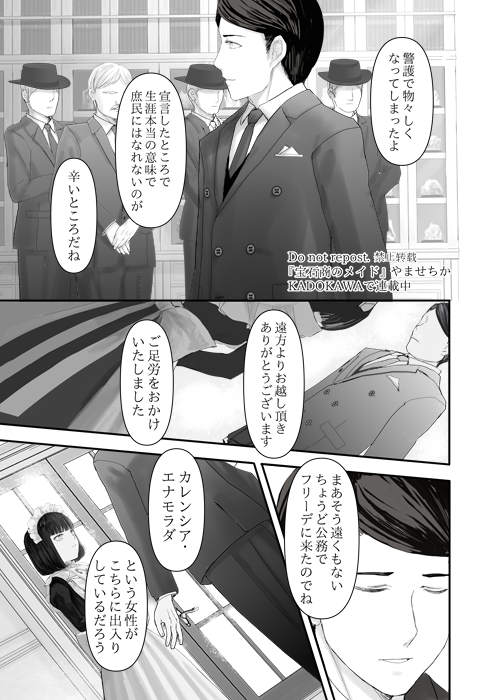 警護で物々しく
なってしまったよ
宣言したところで
生涯本当の意味で
庶民にはなれないのが
辛いところだね
Do not repost. 禁止转载
『宝石商のメイド』やませちか
KADOKAWAで連載中
遠方よりお越し頂き
ありがとうございます
ご足労をおかけ
いたしました
まあそう遠くもない
ちょうど公務で
フリーデに来たのでね
カレンシア・
エナモラダ
という女性が
こちらに出入り
しているだろう